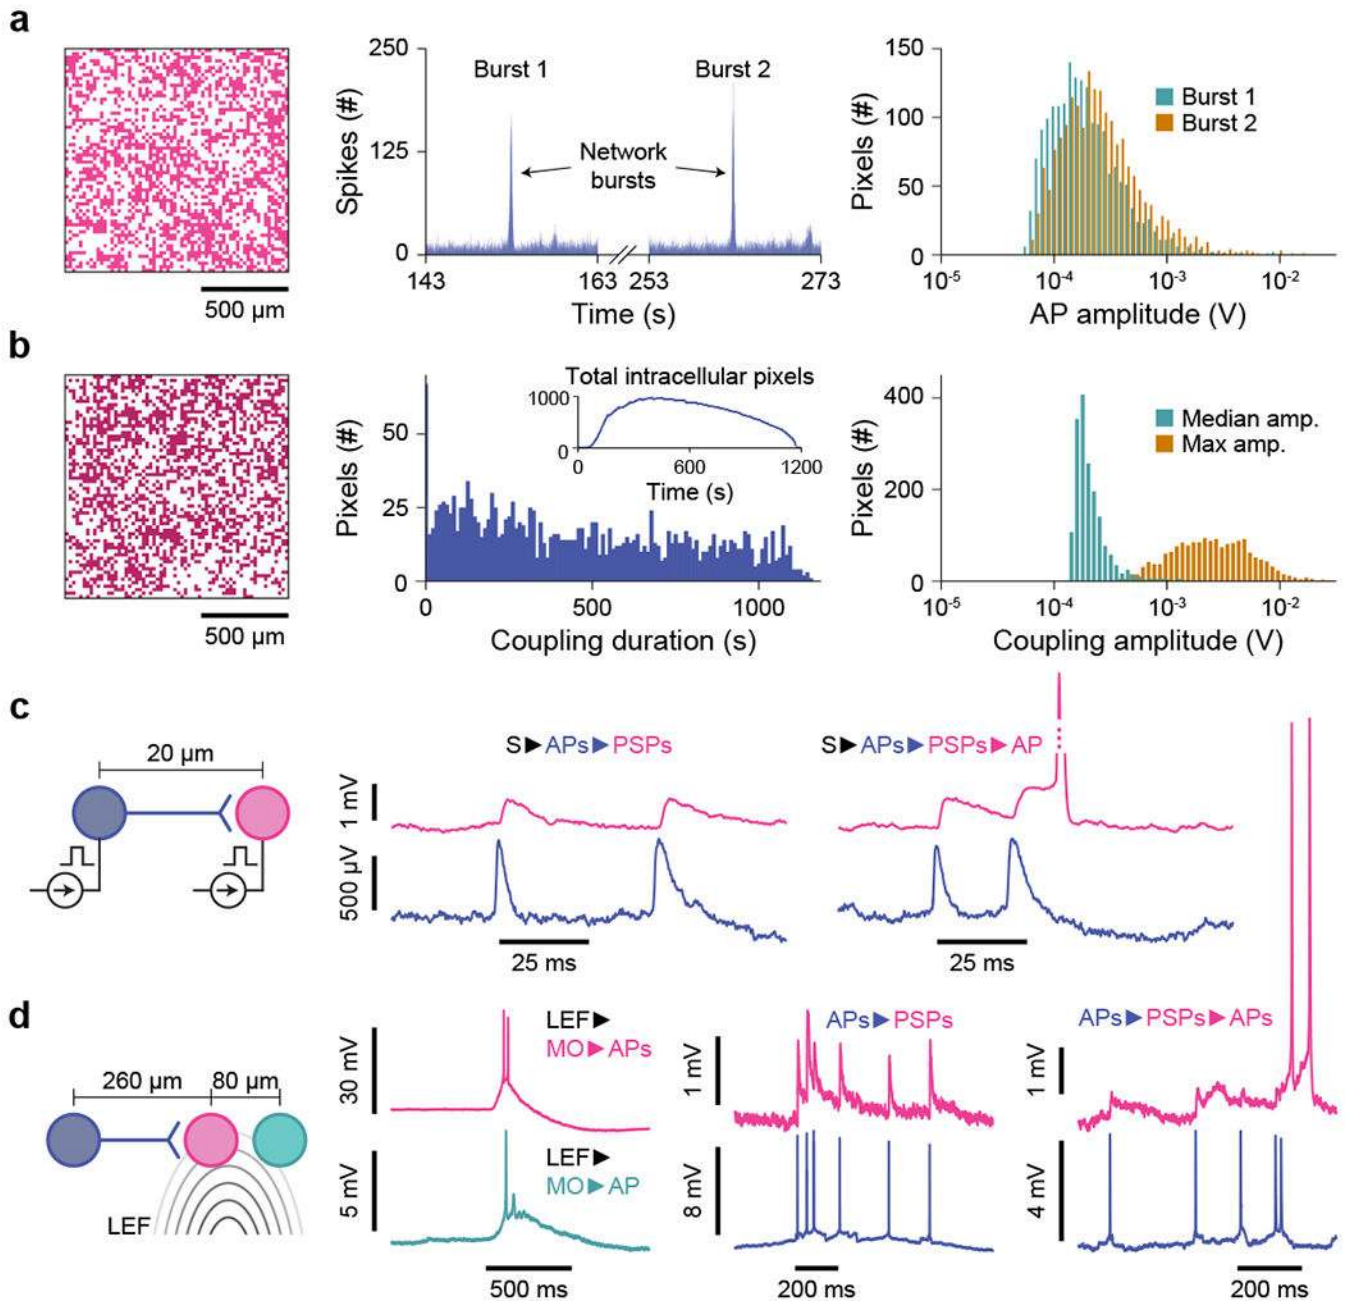 a
250
125
0
Spikes (#)
Burst 1
Burst 2
Network
bursts
143
163
253
273
Time (s)
500 µm
150
100
50
0
Pixels (#)
Burst 1
Burst 2
10-5
10-4
10-3
10-2
AP amplitude (V)
b
500 µm
50
25
0
Pixels (#)
Total intracellular pixels
1000
0
0
600
1200
Time (s)
0
500
1000
Coupling duration (s)
400
200
0
Pixels (#)
Median amp.
Max amp.
10-5
10-4
10-3
10-2
Coupling amplitude (V)
c
20 µm
S►APs►PSPs
1 mV
500 µV
25 ms
S►APs►PSPs►AP
25 ms
d
260 µm
80 µm
LEF
LEF►
MO►APs
30 mV
LEF►
MO►AP
5 mV
500 ms
APs►PSPs
1 mV
8 mV
200 ms
APs►PSPs►APs
1 mV
4 mV
200 ms